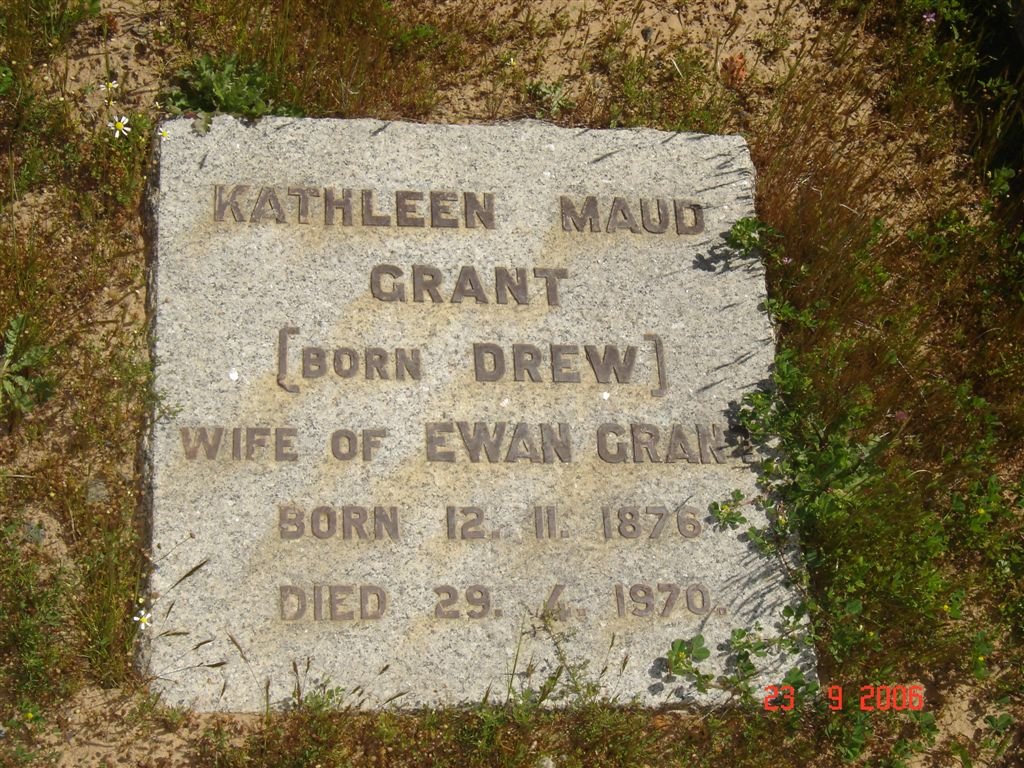 KATHLEEN MAUD
GRANT
[BORN DREW]
WIFE OF EWAN GRANT
BORN 12. 11. 1876
DIED 29. 4. 1970.
23 9 2006